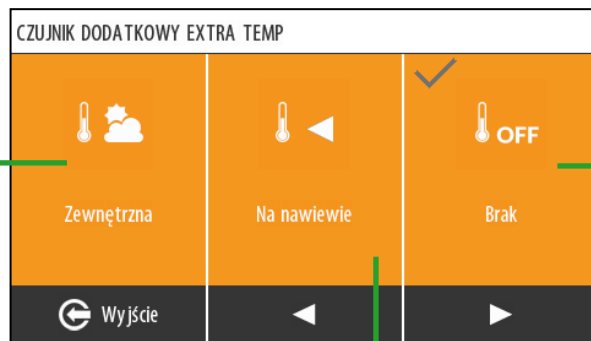 CZUJNIK DODATKOWY EXTRA TEMP
OFF
Zewnętrzna
Na nawiewie
Brak
Wyjście